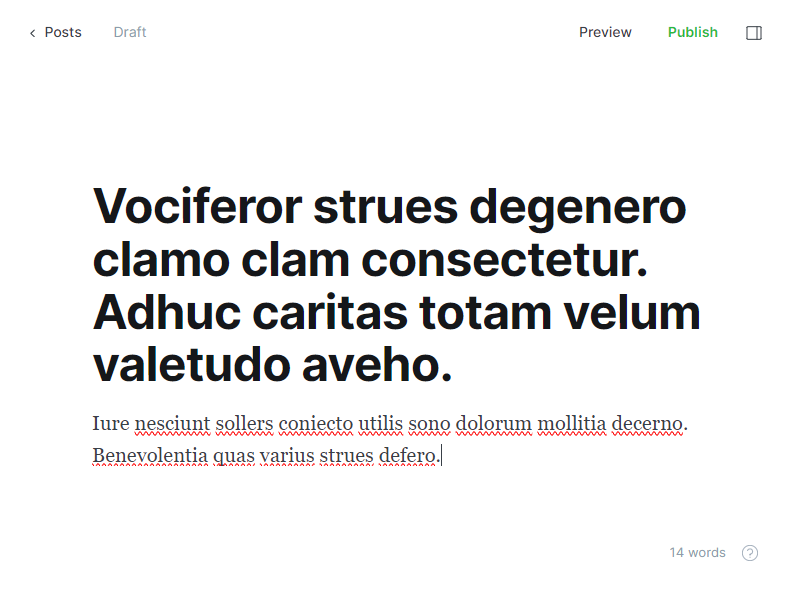 Posts Draft Preview Publish
Vociferor strues degenero
clamo clam consectetur.
Adhuc caritas totam velum
valetudo aveho.
Iure nesciunt sollers coniecto utilis sono dolorum mollitia decerno.
Benevolentia quas varius strues defero.
14 words ?